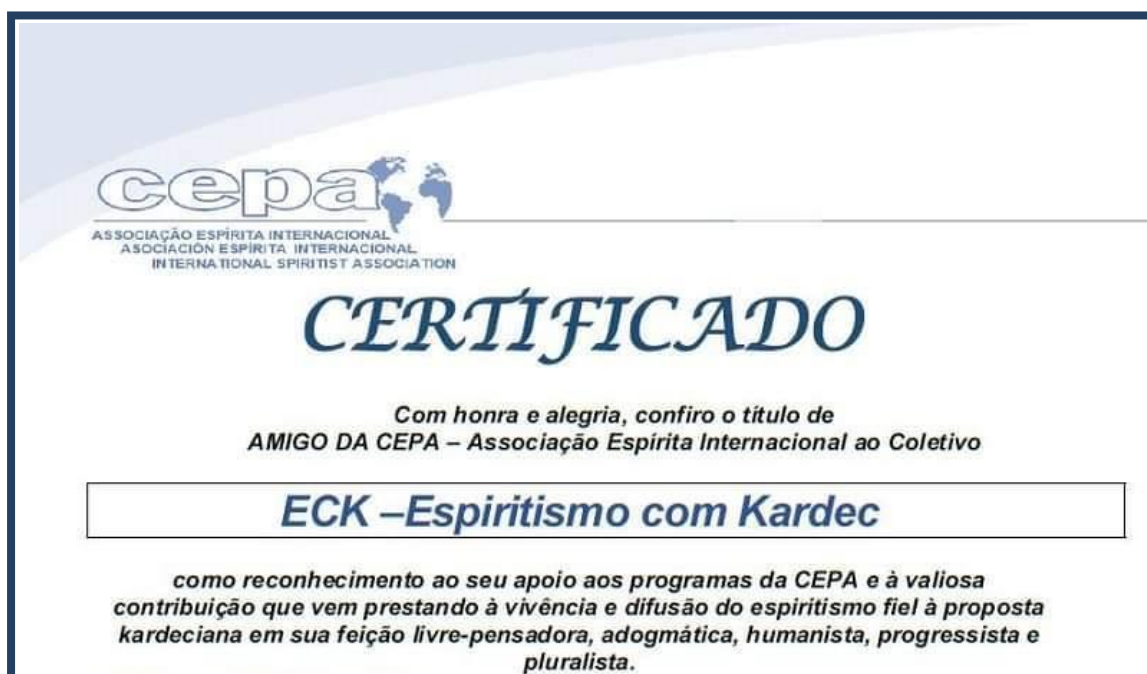 cepa
ASSOCIAÇÃO ESPÍRITA INTERNACIONAL
ASOCIACIÓN ESPÍRITA INTERNACIONAL
INTERNATIONAL SPIRITIST ASSOCIATION
CERTIFICADO
Com honra e alegria, confiro o título de
AMIGO DA CEPA – Associação Espírita Internacional ao Coletivo
ECK –Espiritismo com Kardec
como reconhecimento ao seu apoio aos programas da CEPA e à valiosa
contribuição que vem prestando à vivência e difusão do espiritismo fiel à proposta
kardeciana em sua feição livre-pensadora, adogmática, humanista, progressista e
pluralista.